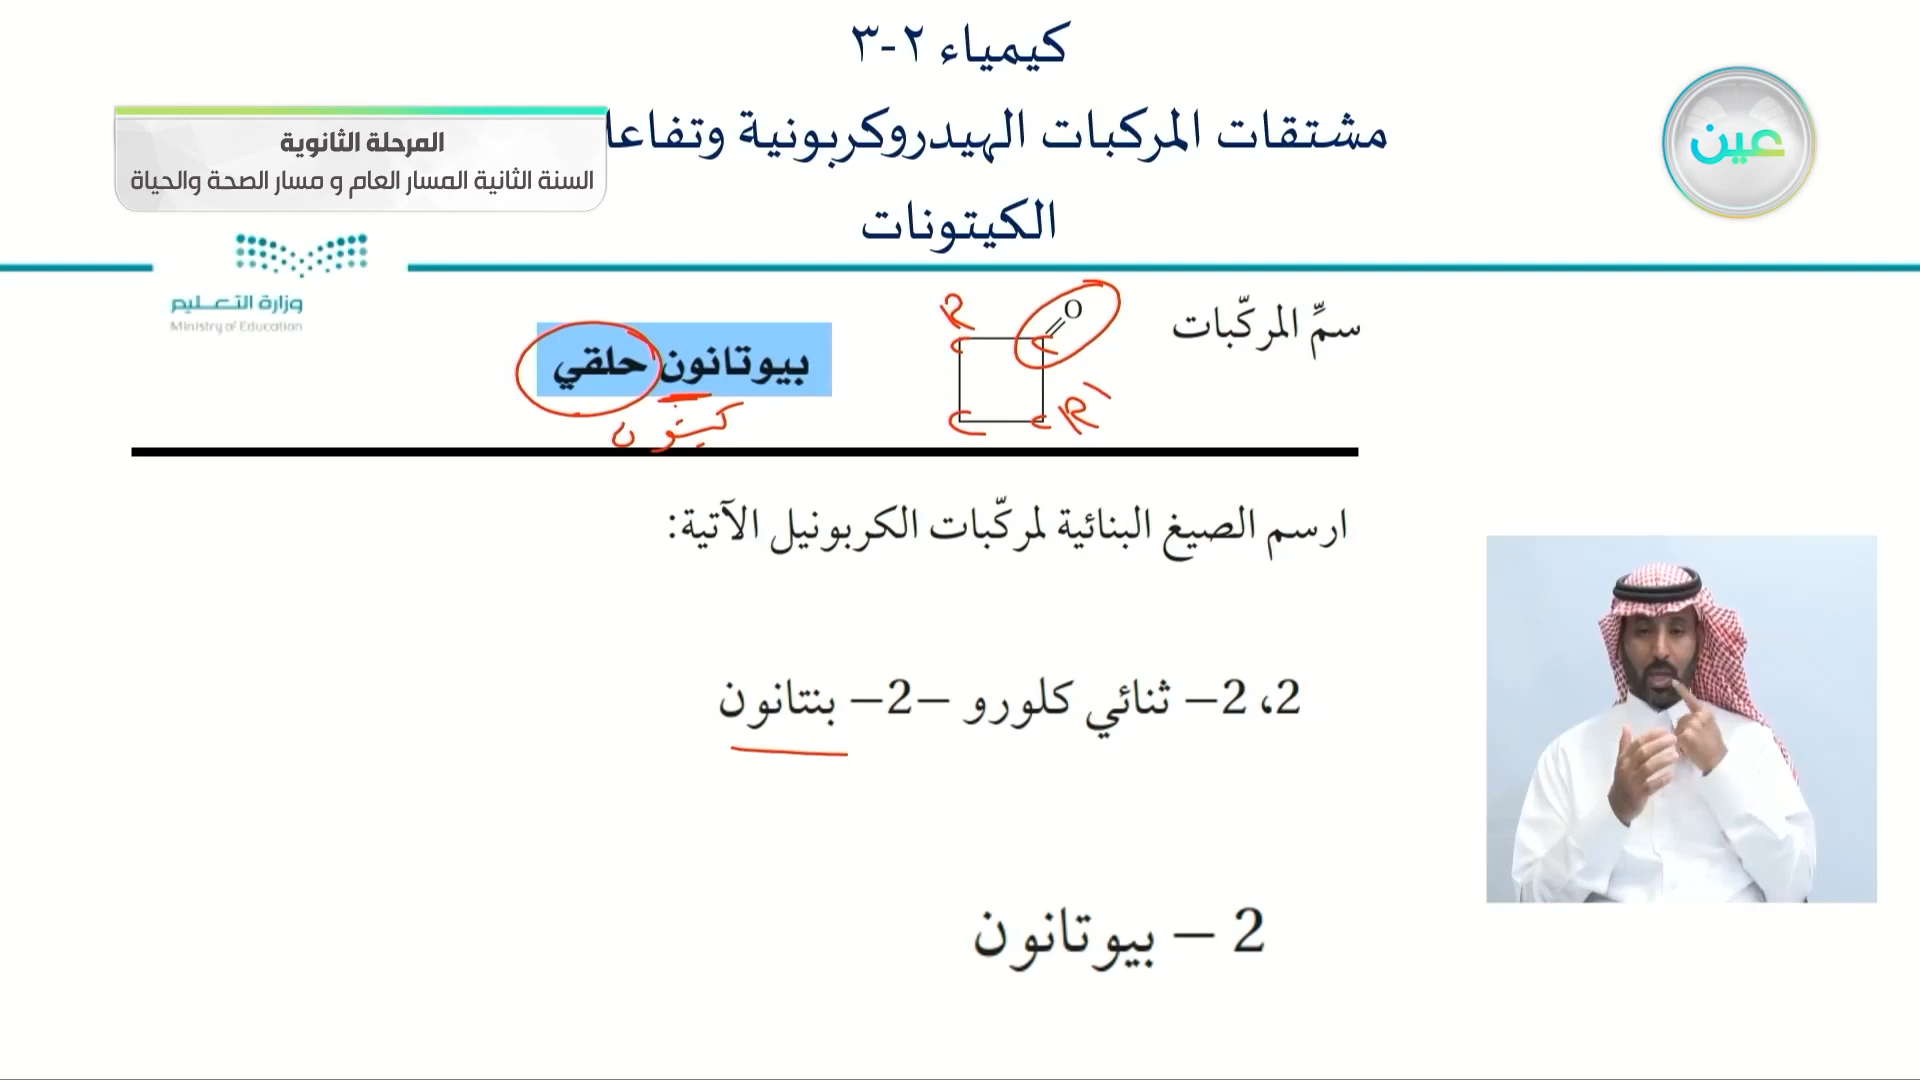 كيمياء ٢-٣
مشتقات المركبات الهيدروكربونية وتفاعا
الكيتونات
المرحلة الثانوية
السنة الثانية المسار العام و مسار الصحة والحياة
عين
وزارة التعليم
Ministry of Education
سمِّ المركّبات
R
O
C
C
C
C
R'
بيوتانون حلقي
كيتون
ارسم الصيغ البنائية لمركّبات الكربونيل الآتية:
2، 2– ثنائي كلورو –2– بنتانون
2 – بيوتانون